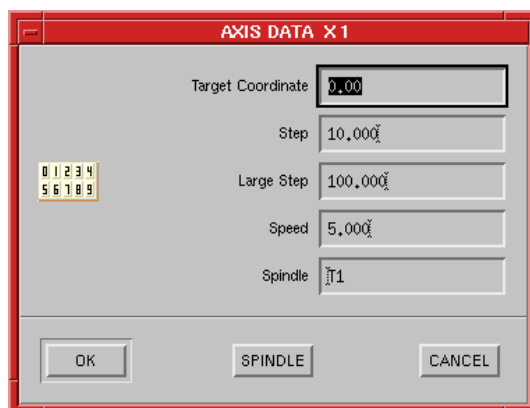 AXIS DATA X 1
Target Coordinate 0.00
Step 10.000
0 1 2 3 4
5 6 7 8 9
Large Step 100.000
Speed 5.000
Spindle T1
OK SPINDLE CANCEL